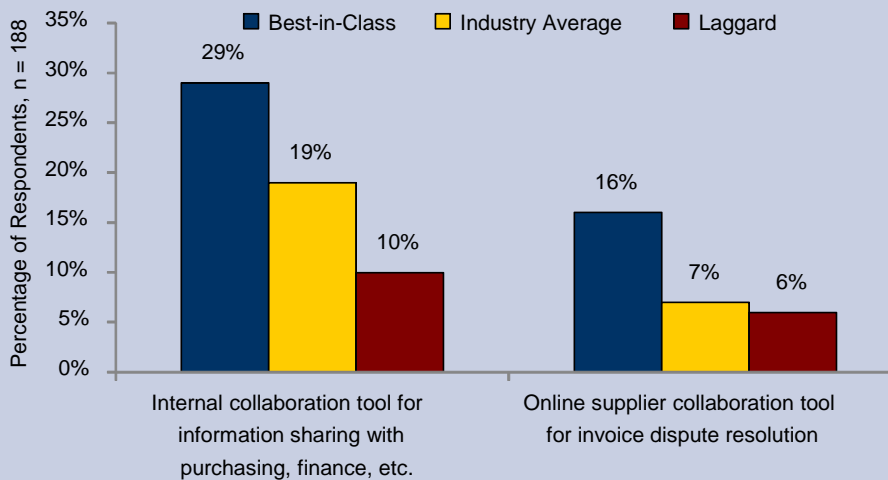 Percentage of Respondents, n = 188
35%
30%
25%
20%
15%
10%
5%
0%
Best-in-Class
Industry Average
Laggard
29%
19%
10%
16%
7%
6%
Internal collaboration tool for
information sharing with
purchasing, finance, etc.
Online supplier collaboration tool
for invoice dispute resolution